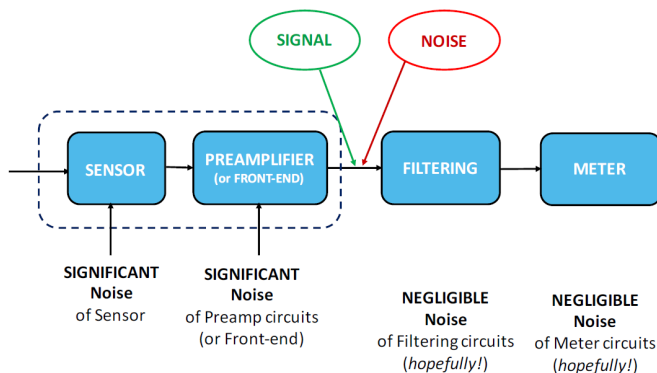 SIGNAL
NOISE
SENSOR
PREAMPLIFIER
(or FRONT-END)
FILTERING
METER
SIGNIFICANT
Noise
of Sensor
SIGNIFICANT
Noise
of Preamp circuits
(or Front-end)
NEGLIGIBLE
Noise
of Filtering circuits
(hopefully!)
NEGLIGIBLE
Noise
of Meter circuits
(hopefully!)